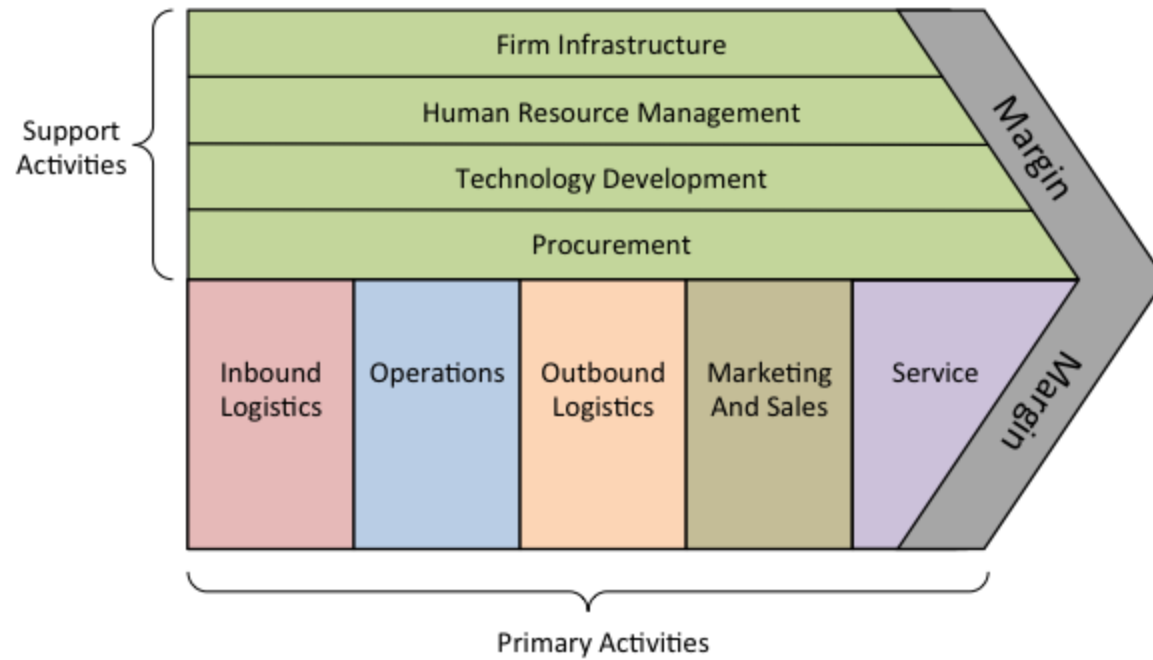 Firm Infrastructure
Human Resource Management
Support
Activities
Technology Development
Procurement
Margin
Inbound
Logistics
Operations
Outbound
Logistics
Marketing
And Sales
Service
Margin
Primary Activities